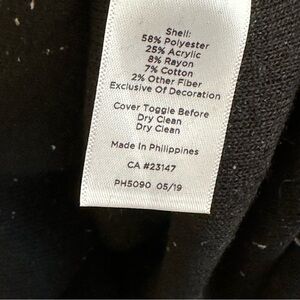 Shell:
58% Polyester
25% Acrylic
8% Rayon
7% Cotton
2% Other Fiber
Exclusive Of Decoration
Cover Toggle Before
Dry Clean
Dry Clean
Made In Philippines
CA #23147
PH5090 05/19